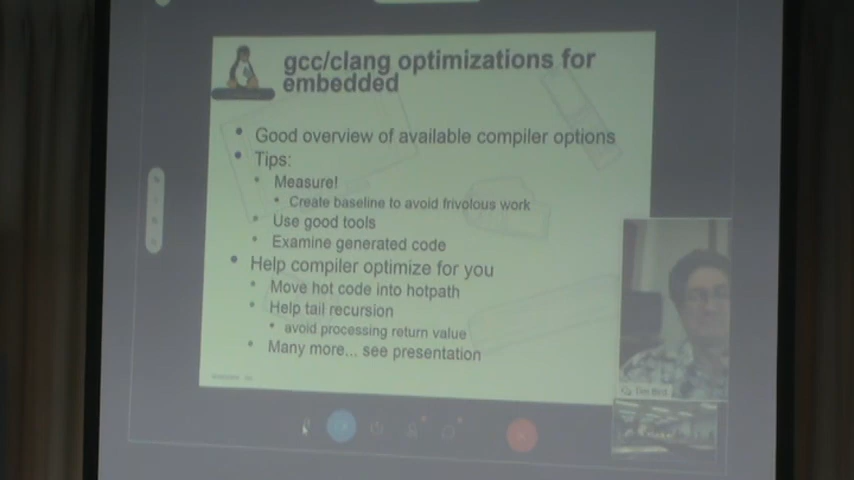 gcc/clang optimizations for
embedded
• Good overview of available compiler options
• Tips:
• Measure!
• Create baseline to avoid frivolous work
• Use good tools
• Examine generated code
• Help compiler optimize for you
• Move hot code into hotpath
• Help tail recursion
• avoid processing return value
• Many more... see presentation
Tim Bird